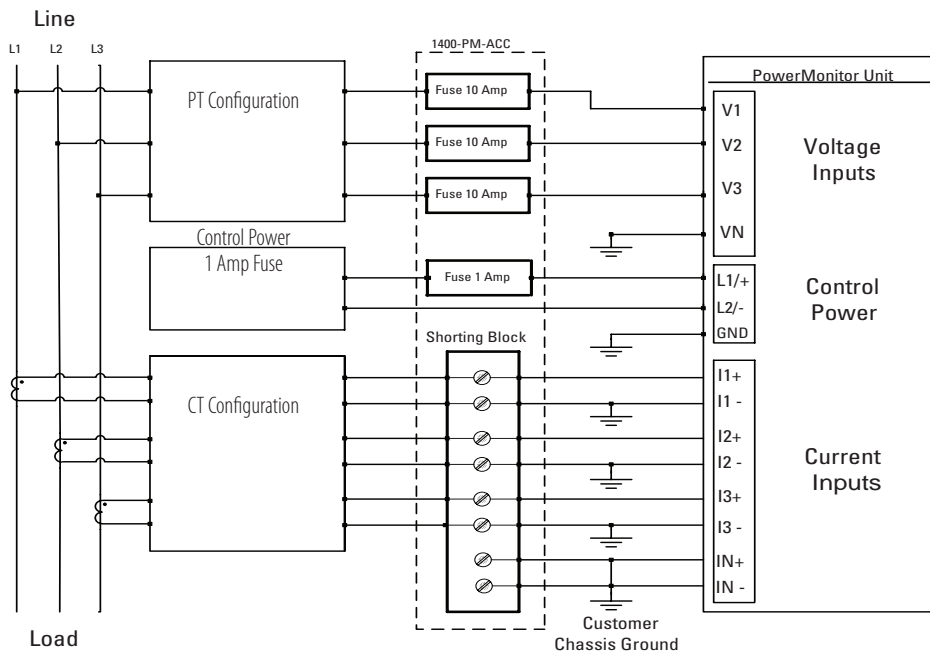 Line
L1 L2 L3
1400-PM-ACC
PowerMonitor Unit
PT Configuration
Fuse 10 Amp
V1
Fuse 10 Amp
V2
Voltage
Inputs
Fuse 10 Amp
V3
VN
Control Power
1 Amp Fuse
Fuse 1 Amp
L1/+
L2/-
GND
Control
Power
Shorting Block
CT Configuration
I1+
I1 -
I2+
I2 -
I3+
I3 -
IN+
IN -
Current
Inputs
Customer
Chassis Ground
Load